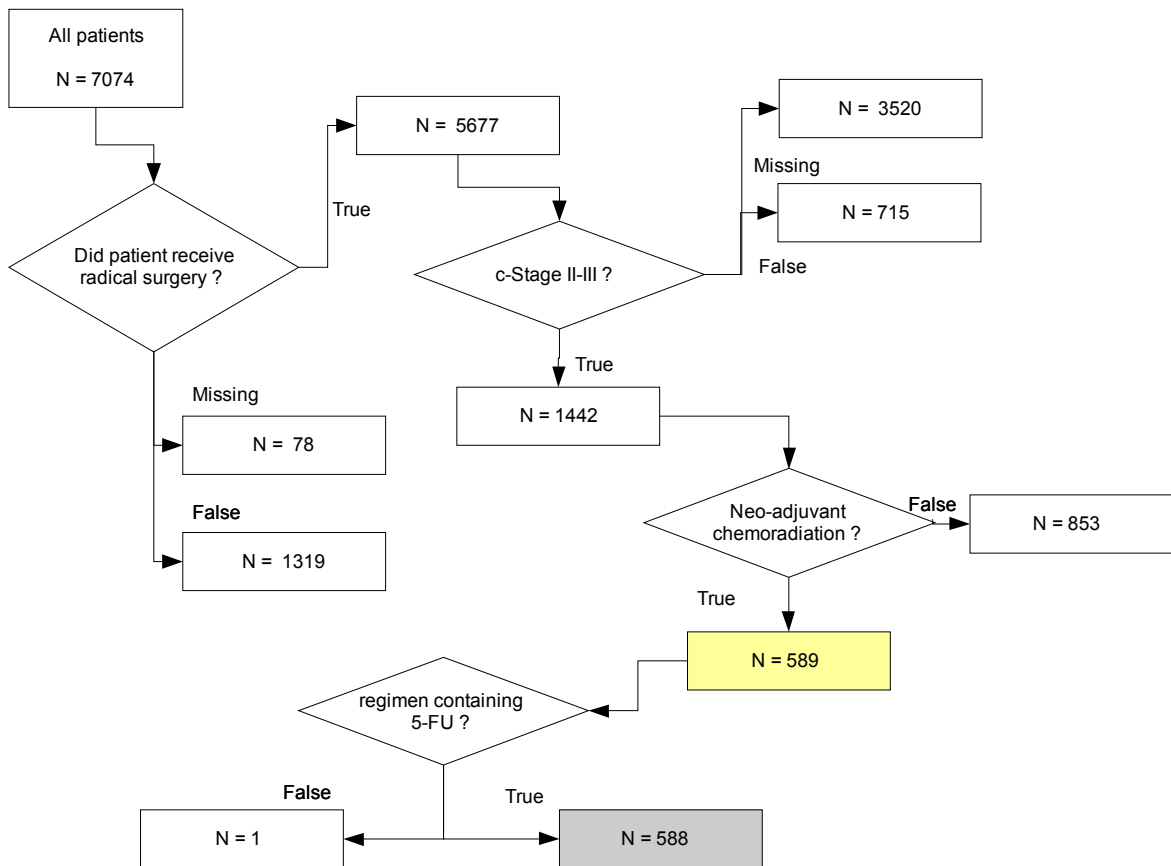 All patients
N = 7074
N = 5677
N = 3520
Missing
N = 715
True
Did patient receive
radical surgery ?
c-Stage II-III ?
False
True
Missing
N = 1442
N = 78
Neo-adjuvant
chemoradiation ?
False
N = 853
False
N = 1319
True
N = 589
regimen containing
5-FU ?
False
True
N = 1
N = 588